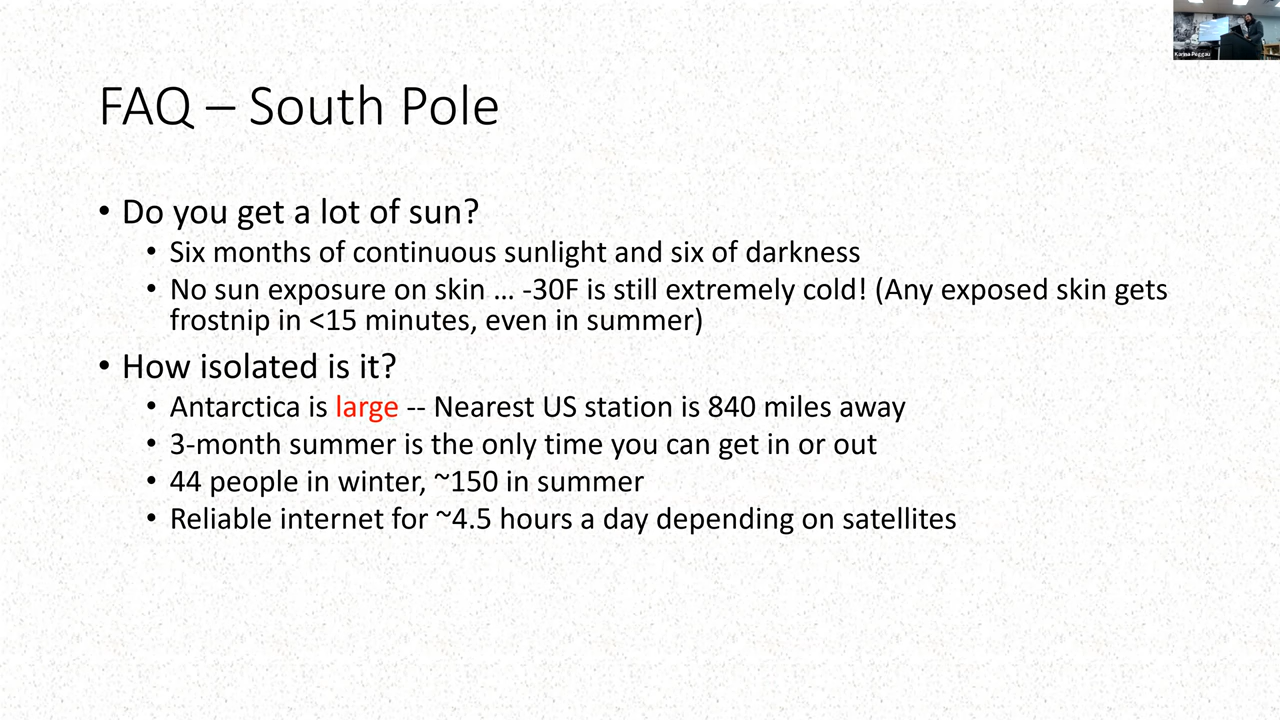 Karina Peggau
FAQ – South Pole
• Do you get a lot of sun?
• Six months of continuous sunlight and six of darkness
• No sun exposure on skin … -30F is still extremely cold! (Any exposed skin gets
frostnip in <15 minutes, even in summer)
• How isolated is it?
• Antarctica is large -- Nearest US station is 840 miles away
• 3-month summer is the only time you can get in or out
• 44 people in winter, ~150 in summer
• Reliable internet for ~4.5 hours a day depending on satellites